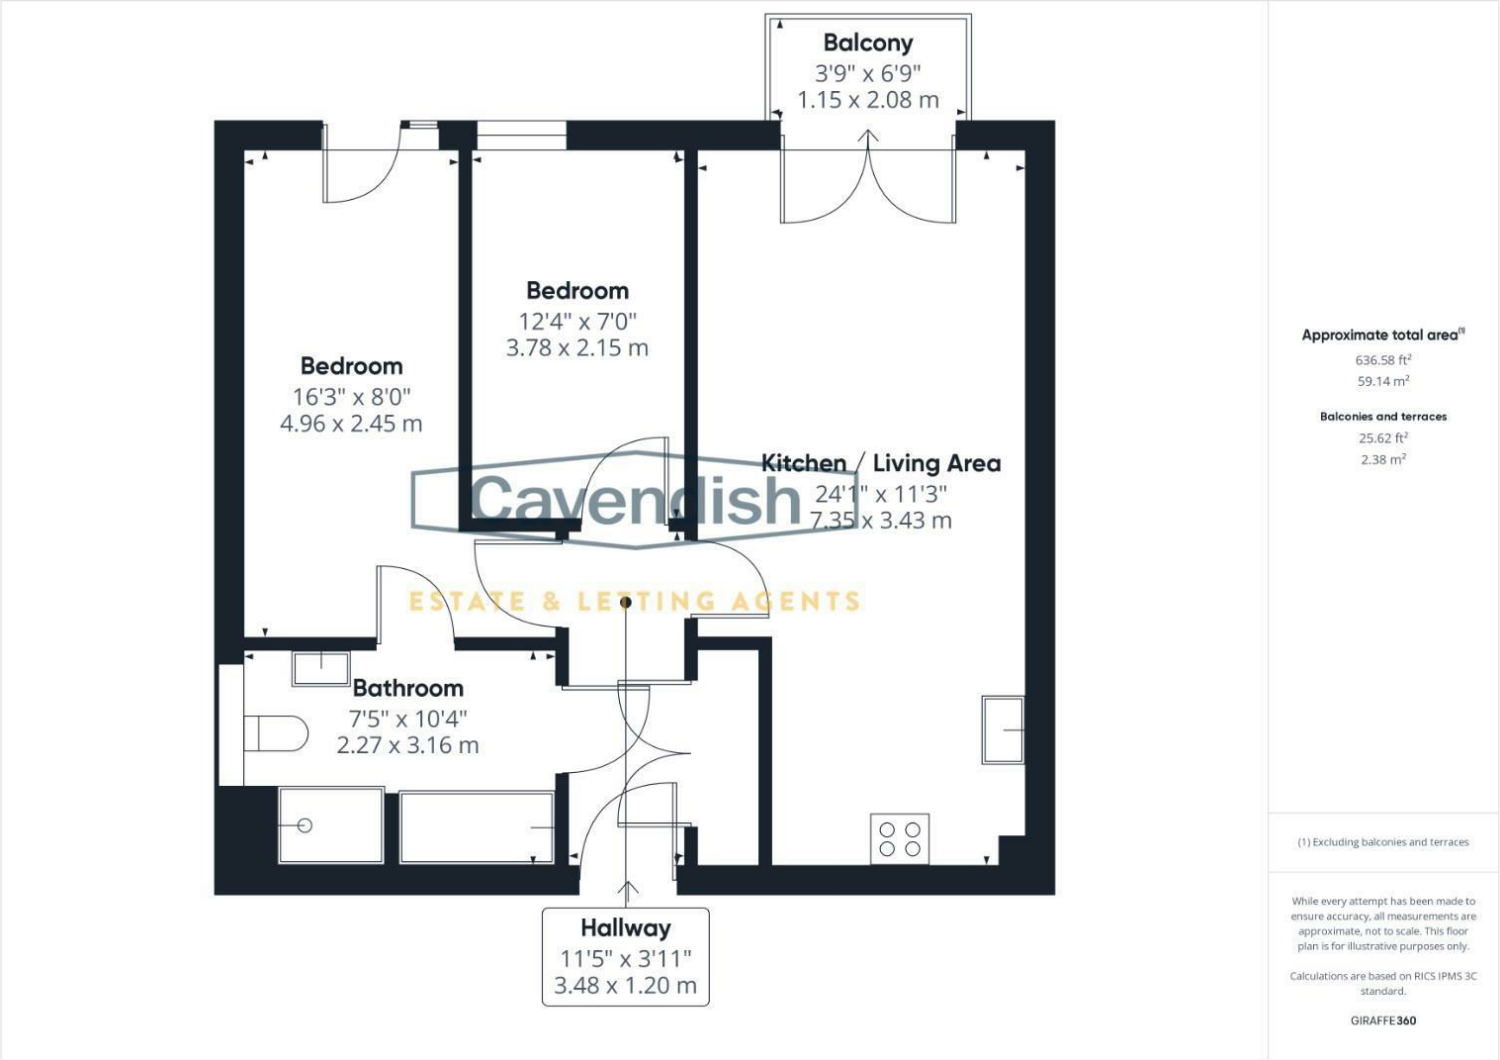 Balcony
3'9" x 6'9"
1.15 x 2.08 m
Bedroom
12'4" x 7'0"
3.78 x 2.15 m
Bedroom
16'3" x 8'0"
4.96 x 2.45 m
Kitchen / Living Area
24'1" x 11'3"
7.35 x 3.43 m
Cavendish
ESTATE & LETTING AGENTS
Bathroom
7'5" x 10'4"
2.27 x 3.16 m
Hallway
11'5" x 3'11"
3.48 x 1.20 m
Approximate total area(1)
636.58 ft²
59.14 m²
Balconies and terraces
25.62 ft²
2.38 m²
(1) Excluding balconies and terraces
While every attempt has been made to
ensure accuracy, all measurements are
approximate, not to scale. This floor
plan is for illustrative purposes only.
Calculations are based on RICS IPMS 3C
standard.
GIRAFFE360